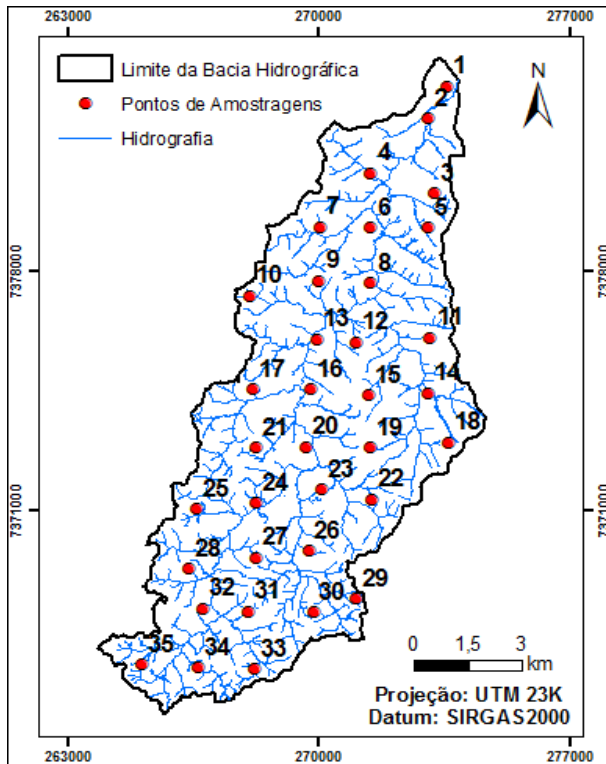 263000 270000 277000
Limite da Bacia Hidrográfica
Pontos de Amostragens
Hidrografia
N
1
2
4
3
7 6 5
9 8
10
7378000 7378000
13 12 11
17 16 15 14
18
21 20 19
23 22
25 24
7371000 7371000
27 26
28
29
32 31 30
35 34 33
0 1,5 3
km
Projeção: UTM 23K
Datum: SIRGAS2000
263000 270000 277000